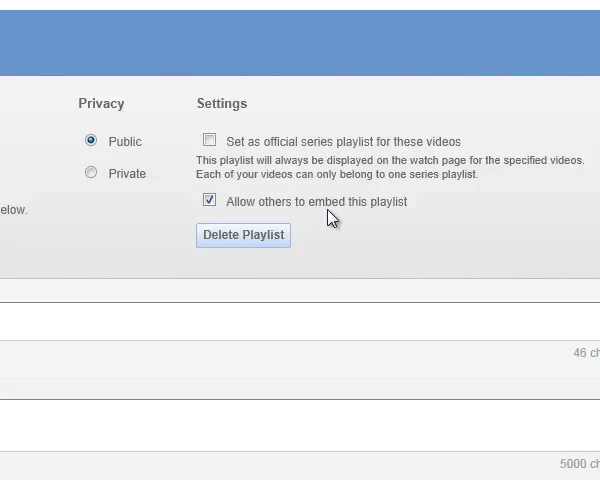 Privacy
Settings
Public
Set as official series playlist for these videos
This playlist will always be displayed on the watch page for the specified videos.
Private
Each of your videos can only belong to one series playlist.
elow.
Allow others to embed this playlist
Delete Playlist
46 ch
5000 ch